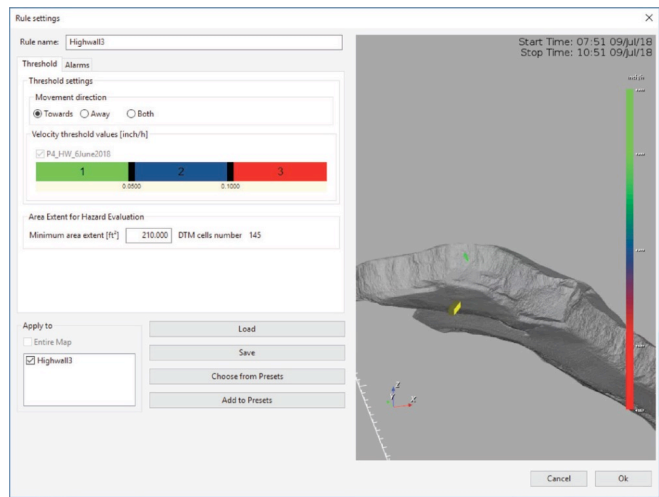 Rule settings
Rule name: Highwall3
Threshold Alarms
Threshold settings
Movement direction
Towards Away Both
Velocity threshold values [inch/h]
P4_HW_6June2018
1 2 3
0.0500 0.1000
Area Extent for Hazard Evaluation
Minimum area extent [ft²] 210.000 DTM cells number 145
Apply to
Entire Map
Highwall3
Load
Save
Choose from Presets
Add to Presets
Start Time: 07:51 09/Jul/18
Stop Time: 10:51 09/Jul/18
Z
Y X
Cancel Ok